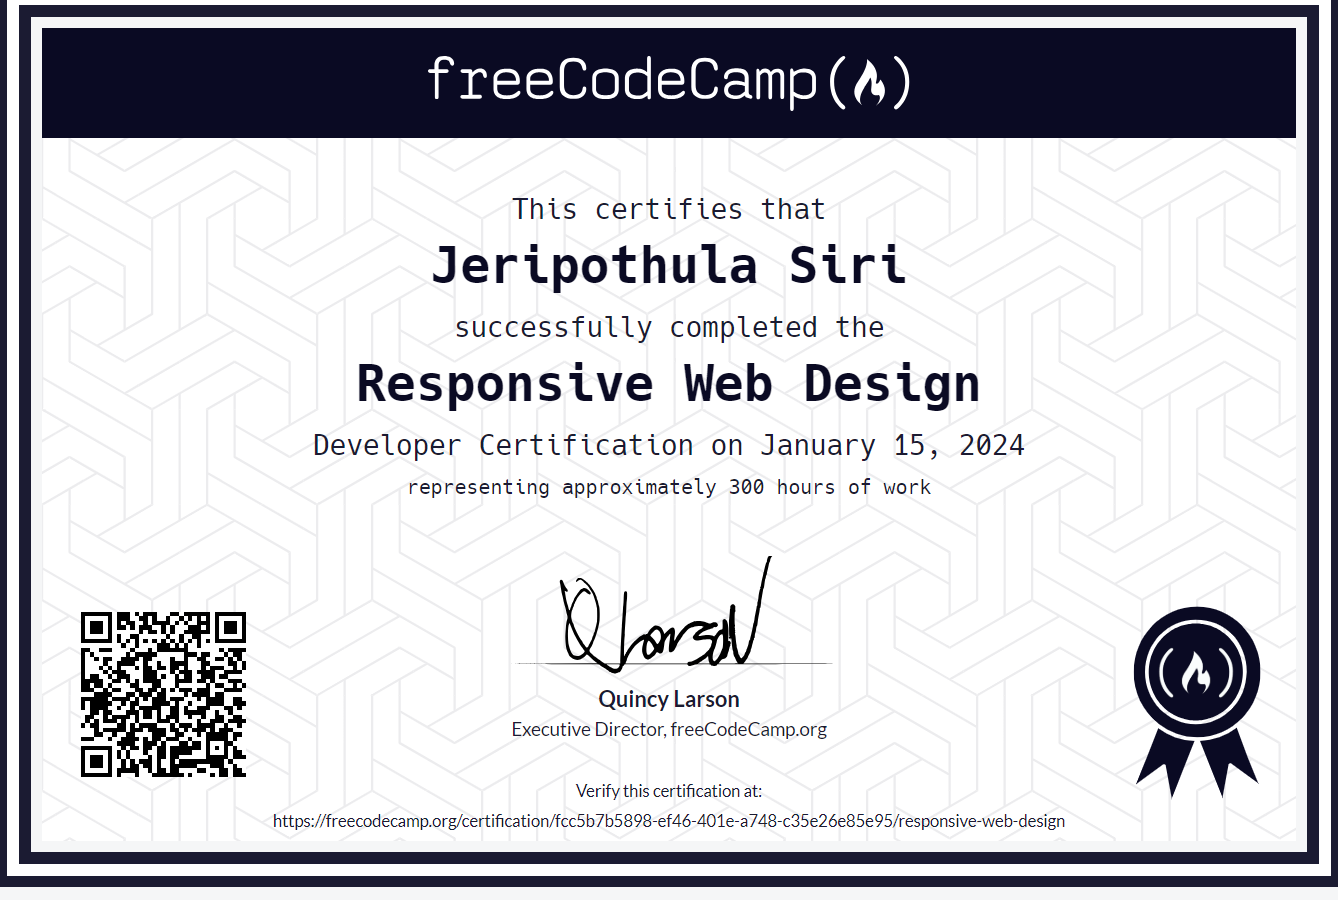 freeCodeCamp
This certifies that
Jeripothula Siri
successfully completed the
Responsive Web Design
Developer Certification on January 15, 2024
representing approximately 300 hours of work
Q Larson
Quincy Larson
Executive Director, freeCodeCamp.org
Verify this certification at:
https://freecodecamp.org/certification/fcc5b7b5898-ef46-401e-a748-c35e26e85e95/responsive-web-design